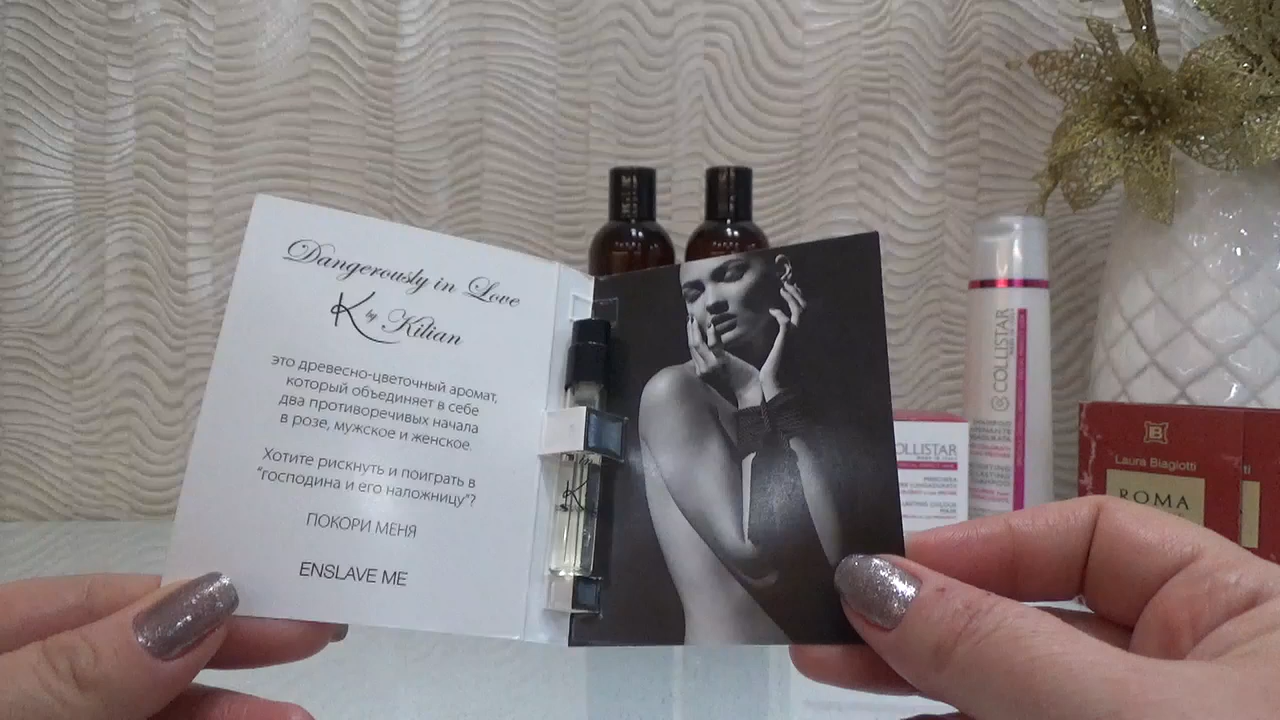 Dangerously in Love
K by Kilian
это древесно-цветочный аромат,
который объединяет в себе
два противоречивых начала
в розе, мужское и женское.
Хотите рискнуть и поиграть в
“господина и его наложницу”?
ПОКОРИ МЕНЯ
ENSLAVE ME
K
OLLISTAR
COLLISTAR
Laura Biagiotti
ROMA